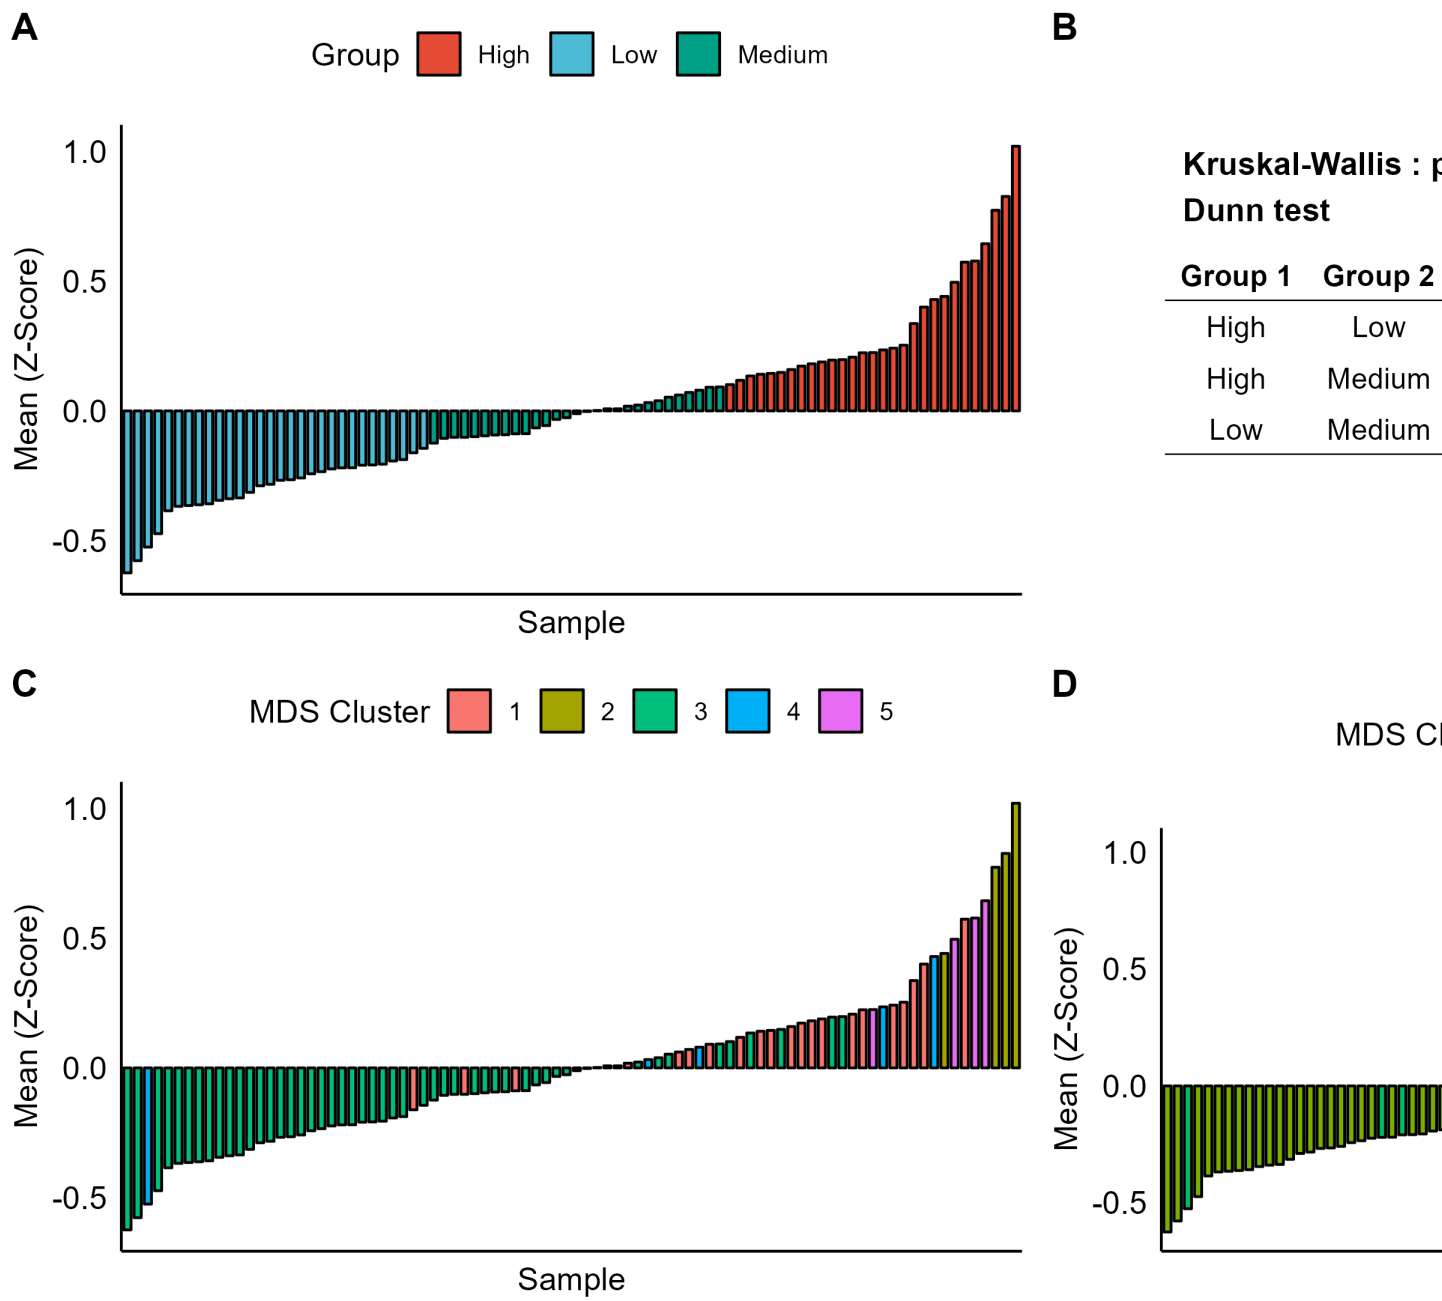 A
Group High Low Medium
1.0
0.5
0.0
-0.5
Mean (Z-Score)
Sample
B
Kruskal-Wallis : p
Dunn test
Group 1 Group 2
High Low
High Medium
Low Medium
C
MDS Cluster 1 2 3 4 5
1.0
0.5
0.0
-0.5
Mean (Z-Score)
Sample
D
MDS Cl
1.0
0.5
0.0
-0.5
Mean (Z-Score)